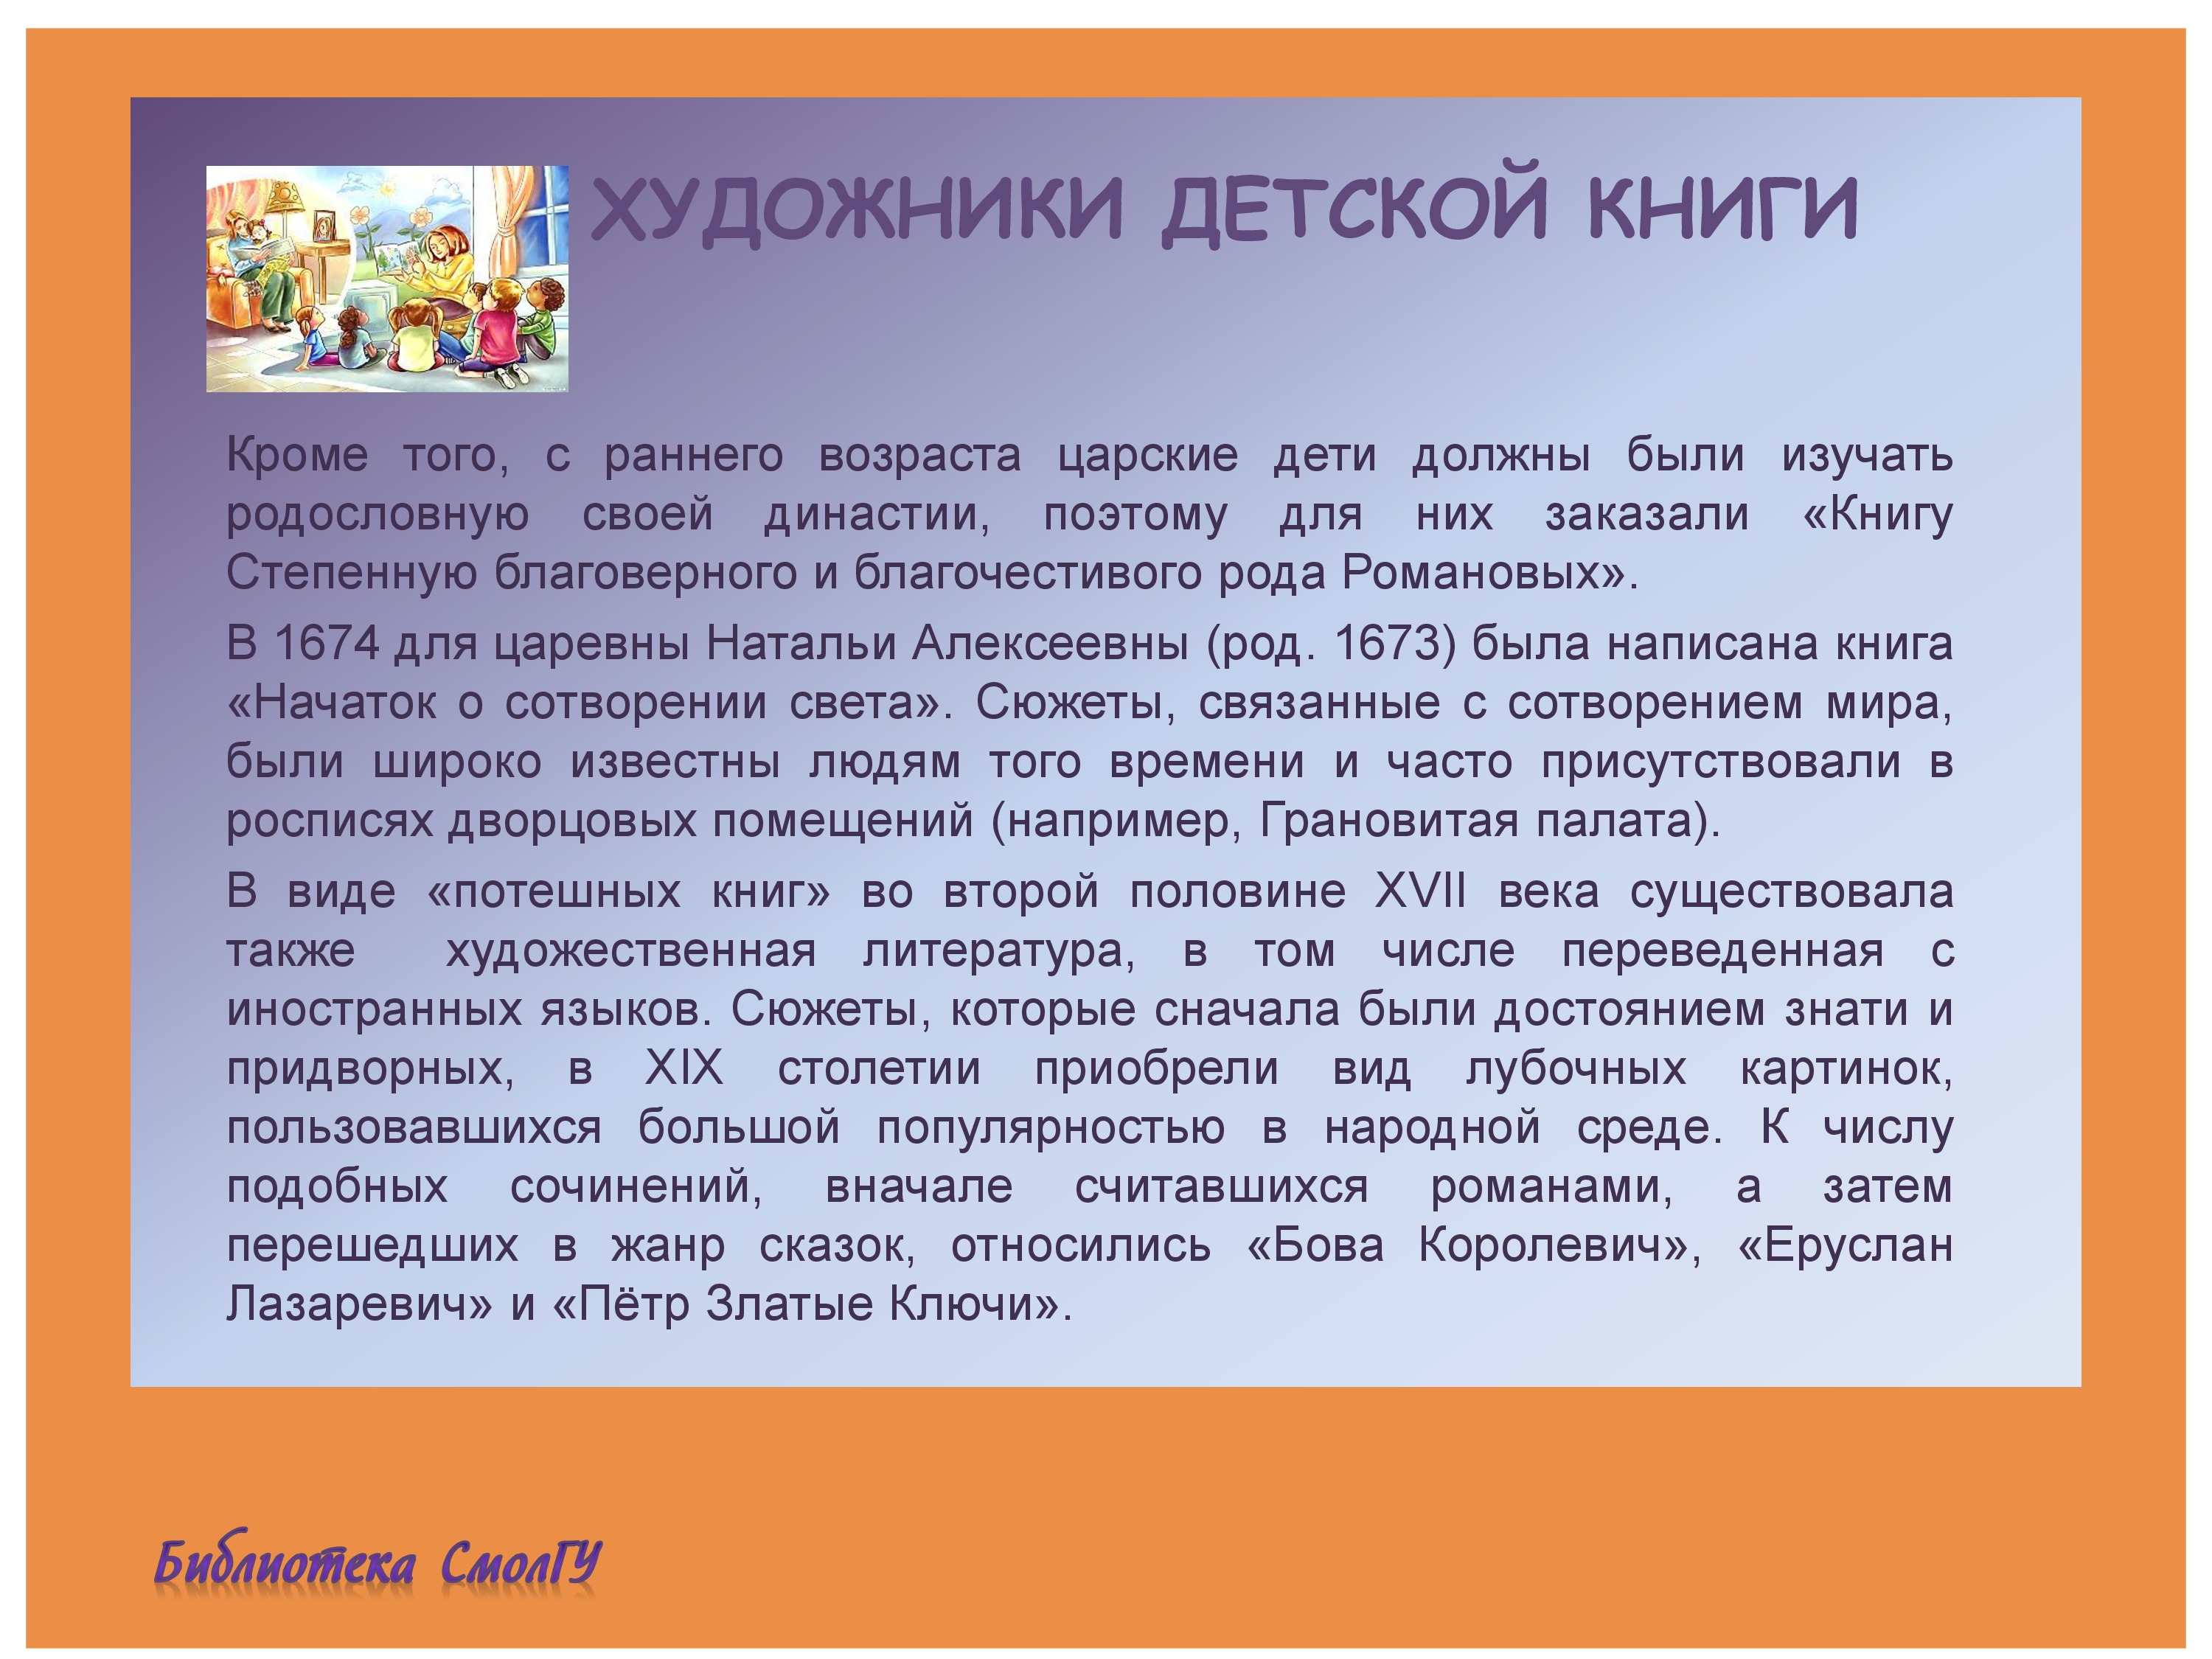 ХУДОЖНИКИ ДЕТСКОЙ КНИГИ
Кроме того, с раннего возраста царские дети должны были изучать
родословную своей династии, поэтому для них заказали «Книгу
Степенную благоверного и благочестивого рода Романовых».
В 1674 для царевны Натальи Алексеевны (род. 1673) была написана книга
«Начаток о сотворении света». Сюжеты, связанные с сотворением мира,
были широко известны людям того времени и часто присутствовали в
росписях дворцовых помещений (например, Грановитая палата).
В виде «потешных книг» во второй половине XVII века существовала
также художественная литература, в том числе переведенная с
иностранных языков. Сюжеты, которые сначала были достоянием знати и
придворных, в XIX столетии приобрели вид лубочных картинок,
пользовавшихся большой популярностью в народной среде. К числу
подобных сочинений, вначале считавшихся романами, а затем
перешедших в жанр сказок, относились «Бова Королевич», «Еруслан
Лазаревич» и «Пётр Златые Ключи».
Библиотека СмолГУ